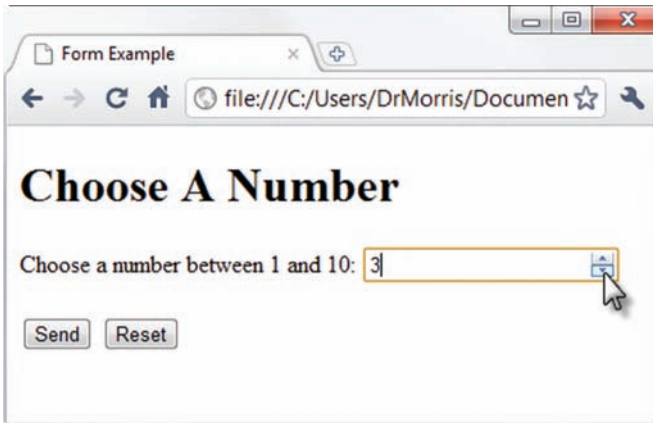 Form Example
file:///C:/Users/DrMorris/Documen
Choose A Number
Choose a number between 1 and 10: 3
Send Reset